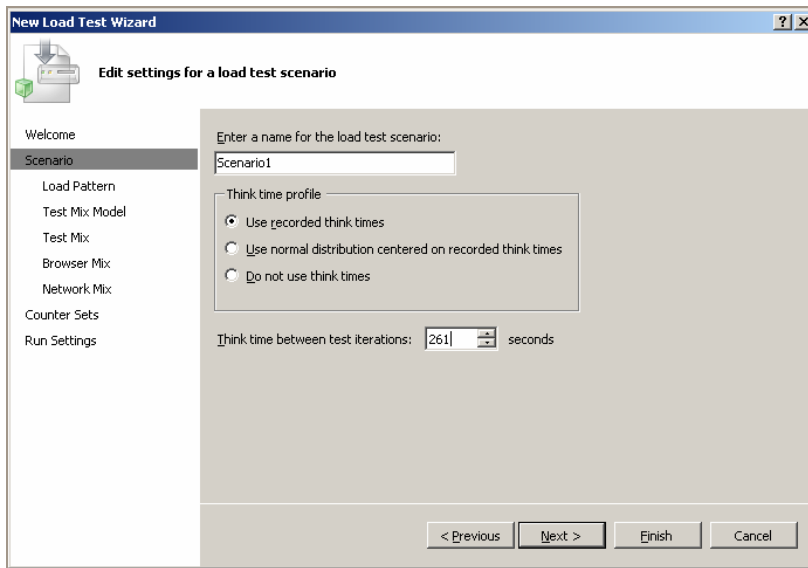 New Load Test Wizard
Edit settings for a load test scenario
Welcome
Scenario
Load Pattern
Test Mix Model
Test Mix
Browser Mix
Network Mix
Counter Sets
Run Settings
Enter a name for the load test scenario:
Scenario1
Think time profile
Use recorded think times
Use normal distribution centered on recorded think times
Do not use think times
Think time between test iterations: 261 seconds
< Previous Next > Finish Cancel